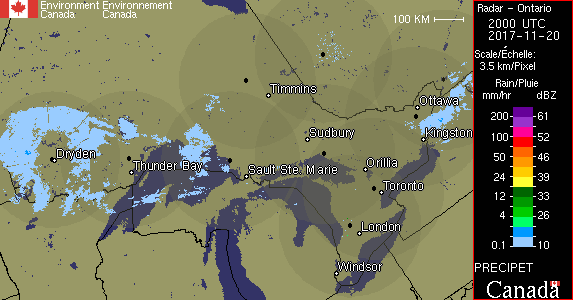 Environment Environnement
Canada Canada
100 KM
Timmins
Ottawa
Sudbury
Kingston
Dryden
Thunder Bay
Sault Ste. Marie
Orillia
Toronto
London
Windsor
Radar - Ontario
2000 UTC
2017-11-20
Scale/Échelle:
3.5 km/Pixel
Rain/Pluie
mm/hr dBZ
200 61
100 52
50 46
24 39
12 33
4 26
0.1 10
PRECIPET
Canada